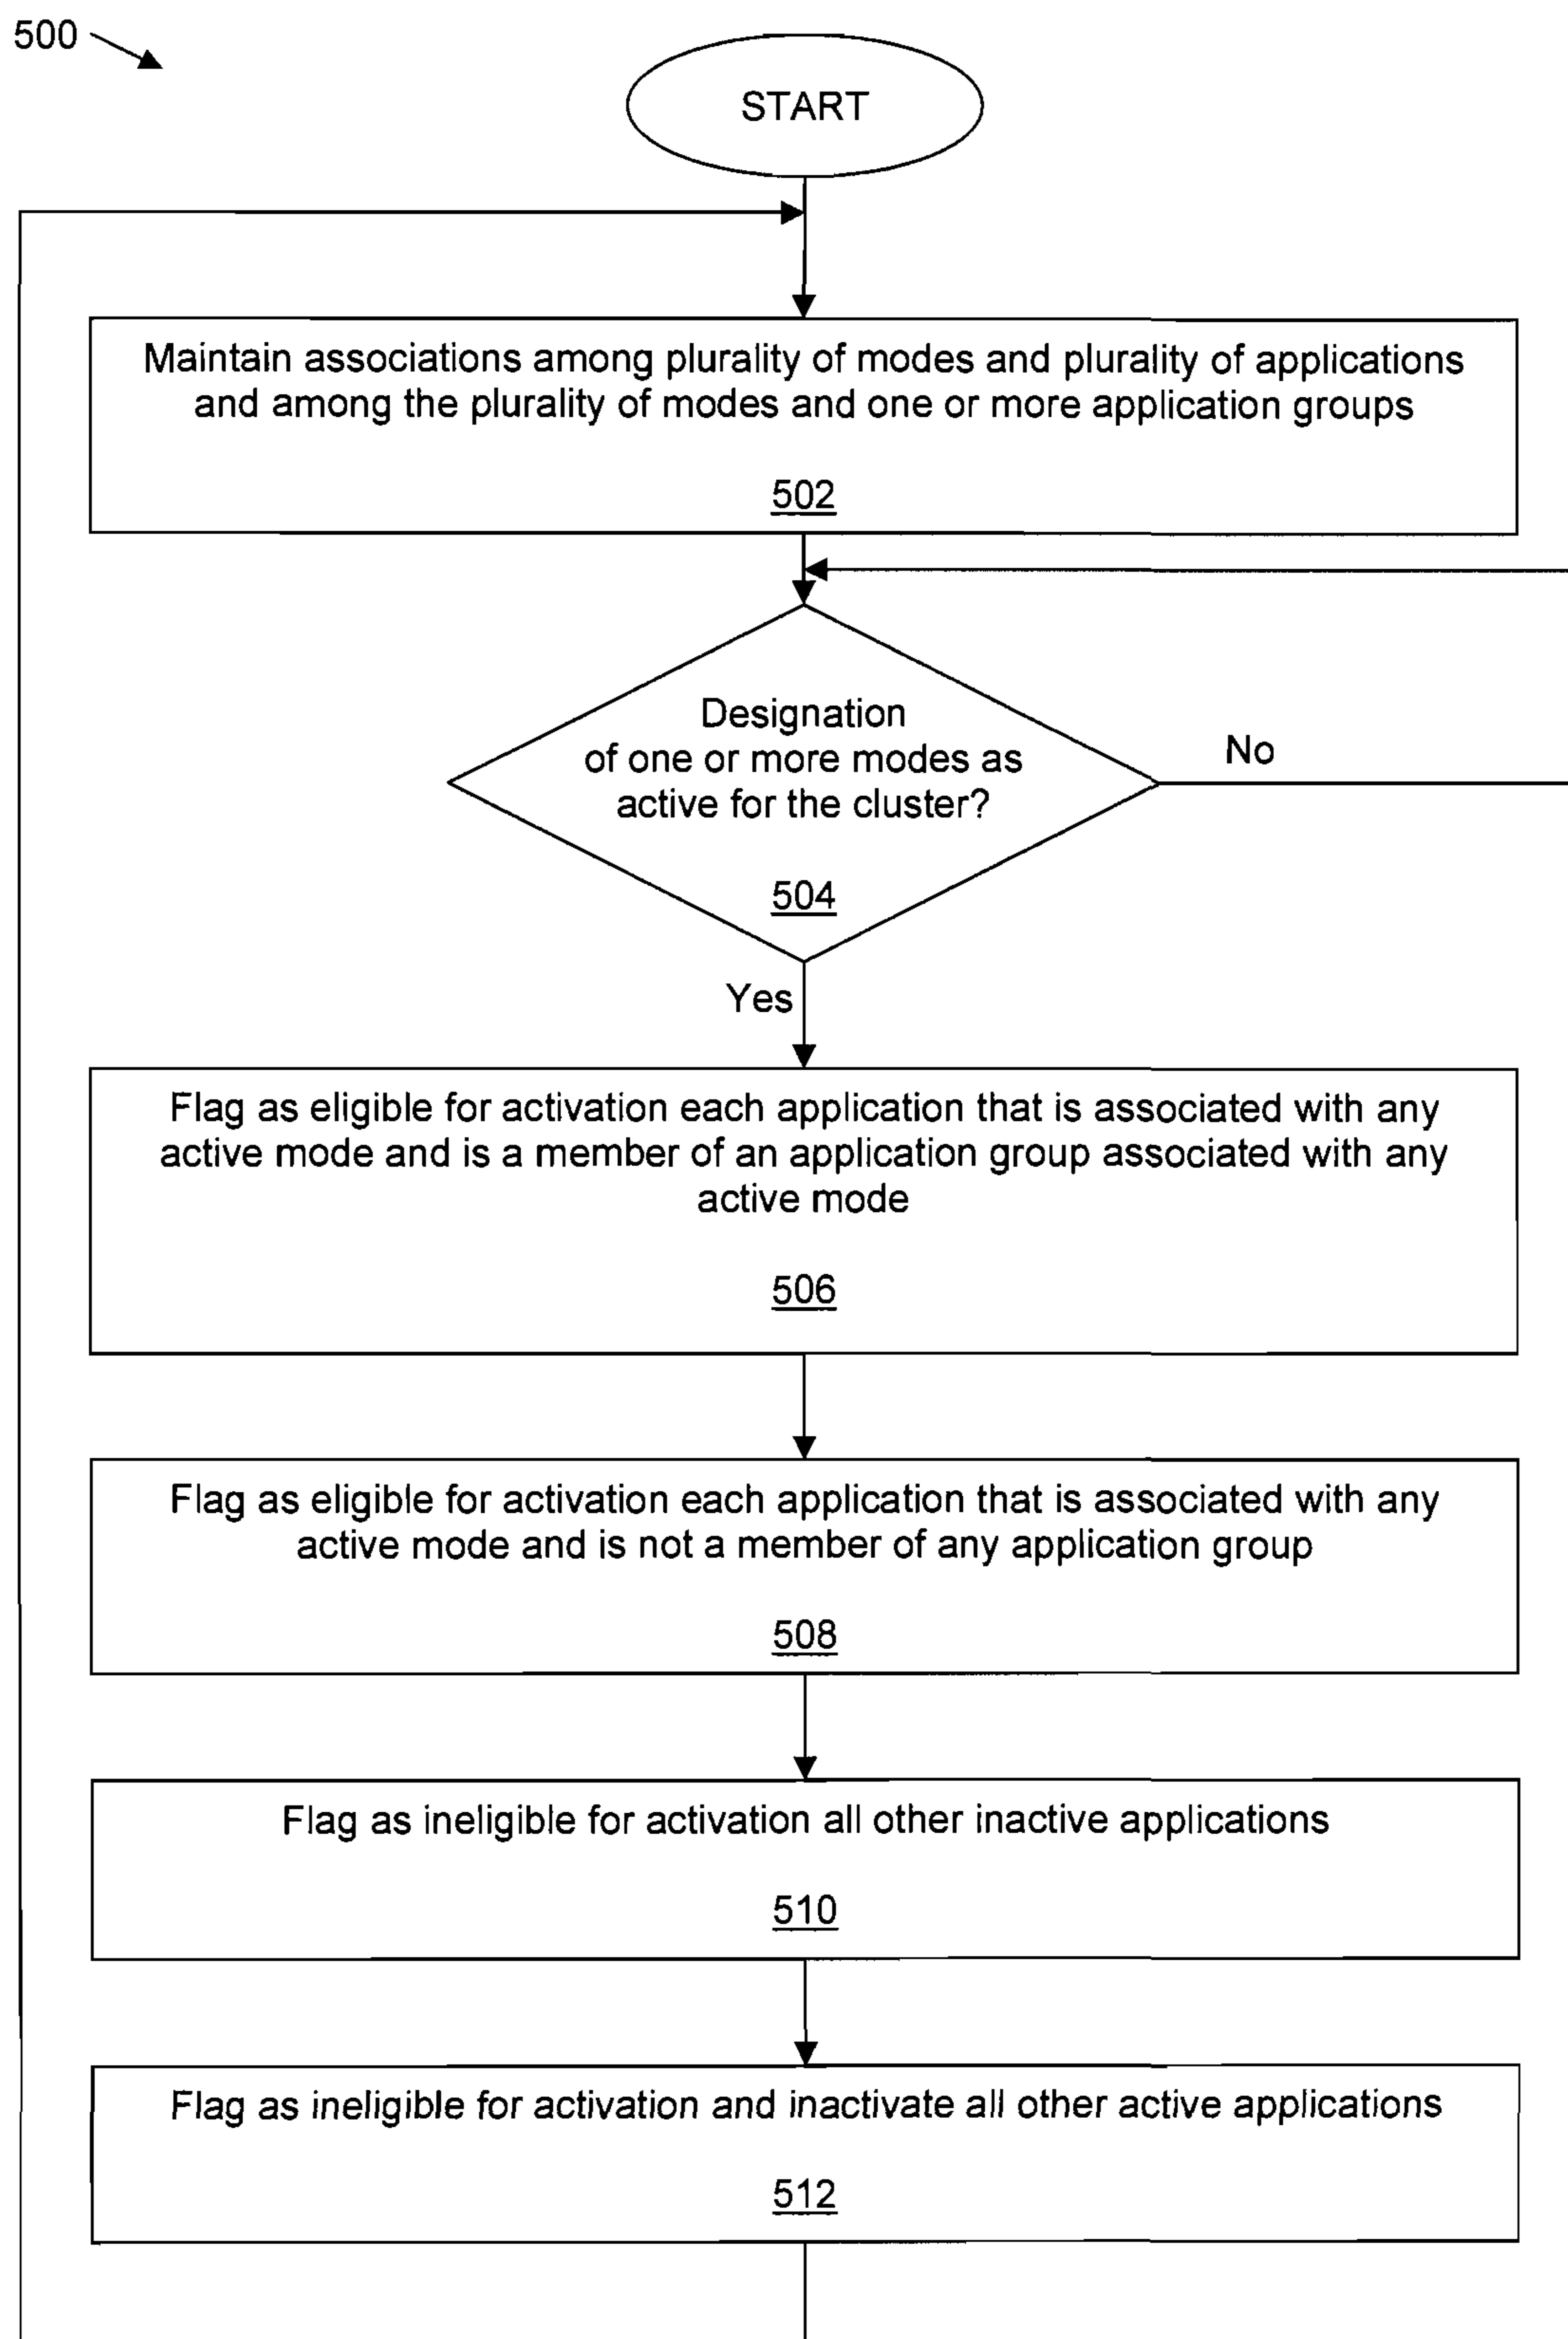 500
START
Maintain associations among plurality of modes and plurality of applications
and among the plurality of modes and one or more application groups
502
Designation
of one or more modes as
active for the cluster?
504
No
Yes
Flag as eligible for activation each application that is associated with any
active mode and is a member of an application group associated with any
active mode
506
Flag as eligible for activation each application that is associated with any
active mode and is not a member of any application group
508
Flag as ineligible for activation all other inactive applications
510
Flag as ineligible for activation and inactivate all other active applications
512